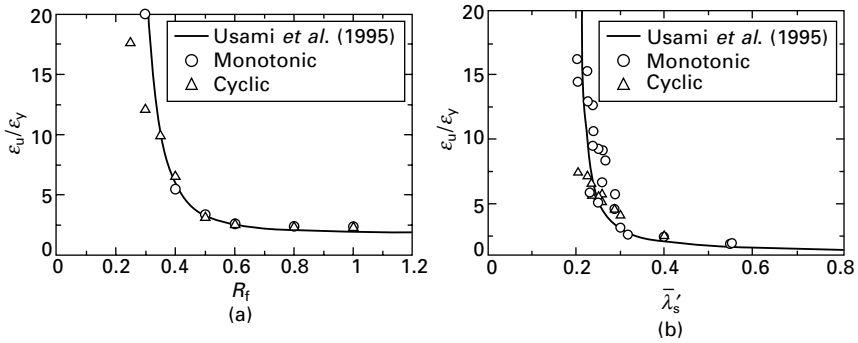 20
15
10
5
0
εu/εy
Usami et al. (1995)
Monotonic
Cyclic
0 0.2 0.4 0.6 0.8 1 1.2
Rf
(a)
20
15
10
5
0
εu/εy
Usami et al. (1995)
Monotonic
Cyclic
0 0.2 0.4 0.6 0.8
λ̄′s
(b)